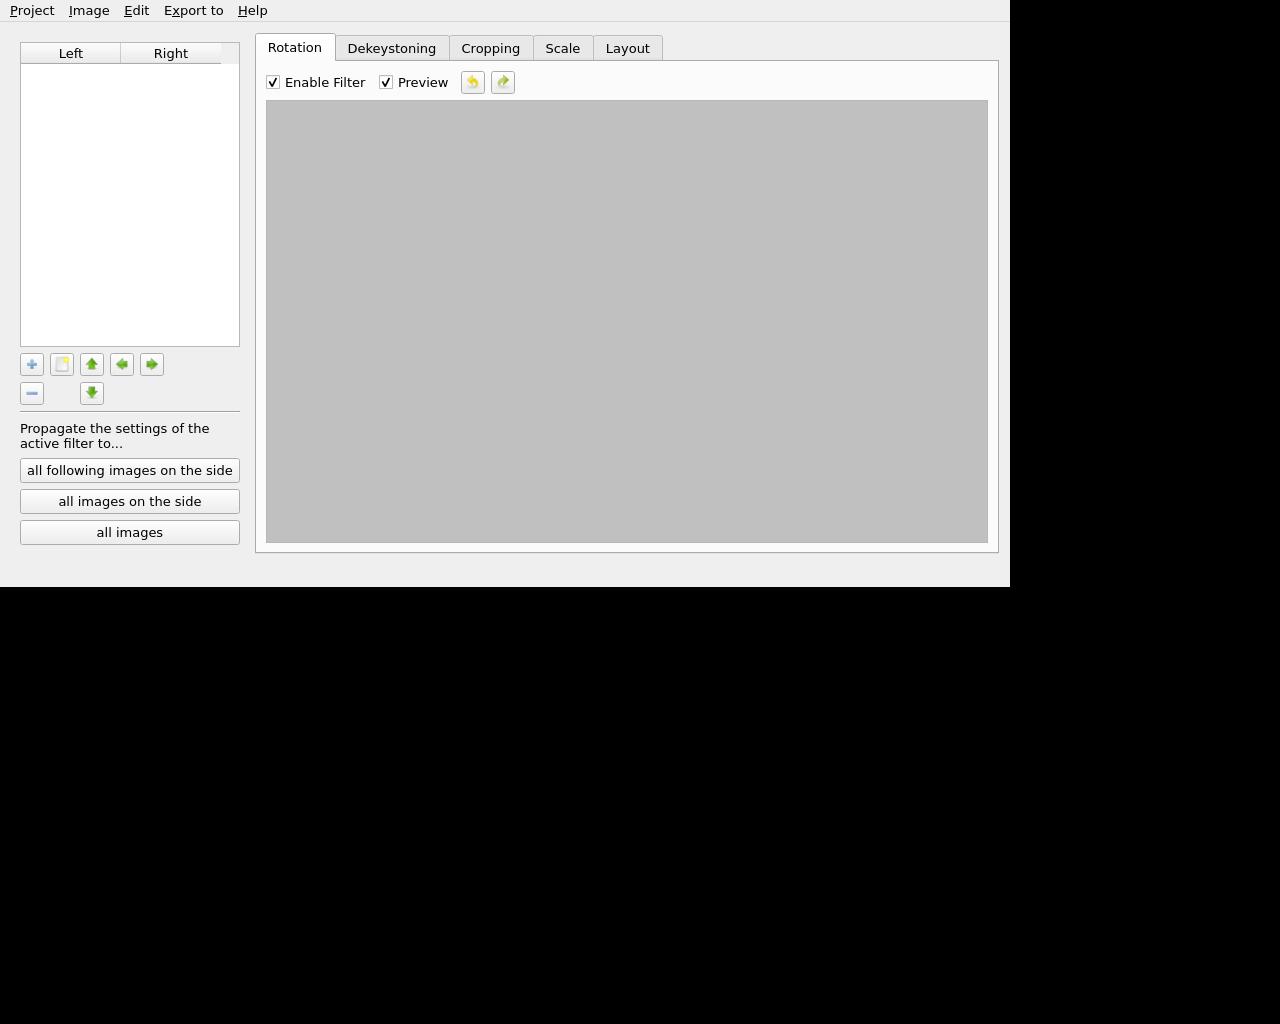 Project Image Edit Export to Help
Left Right
Rotation Dekeystoning Cropping Scale Layout
Enable Filter Preview
Propagate the settings of the
active filter to...
all following images on the side
all images on the side
all images